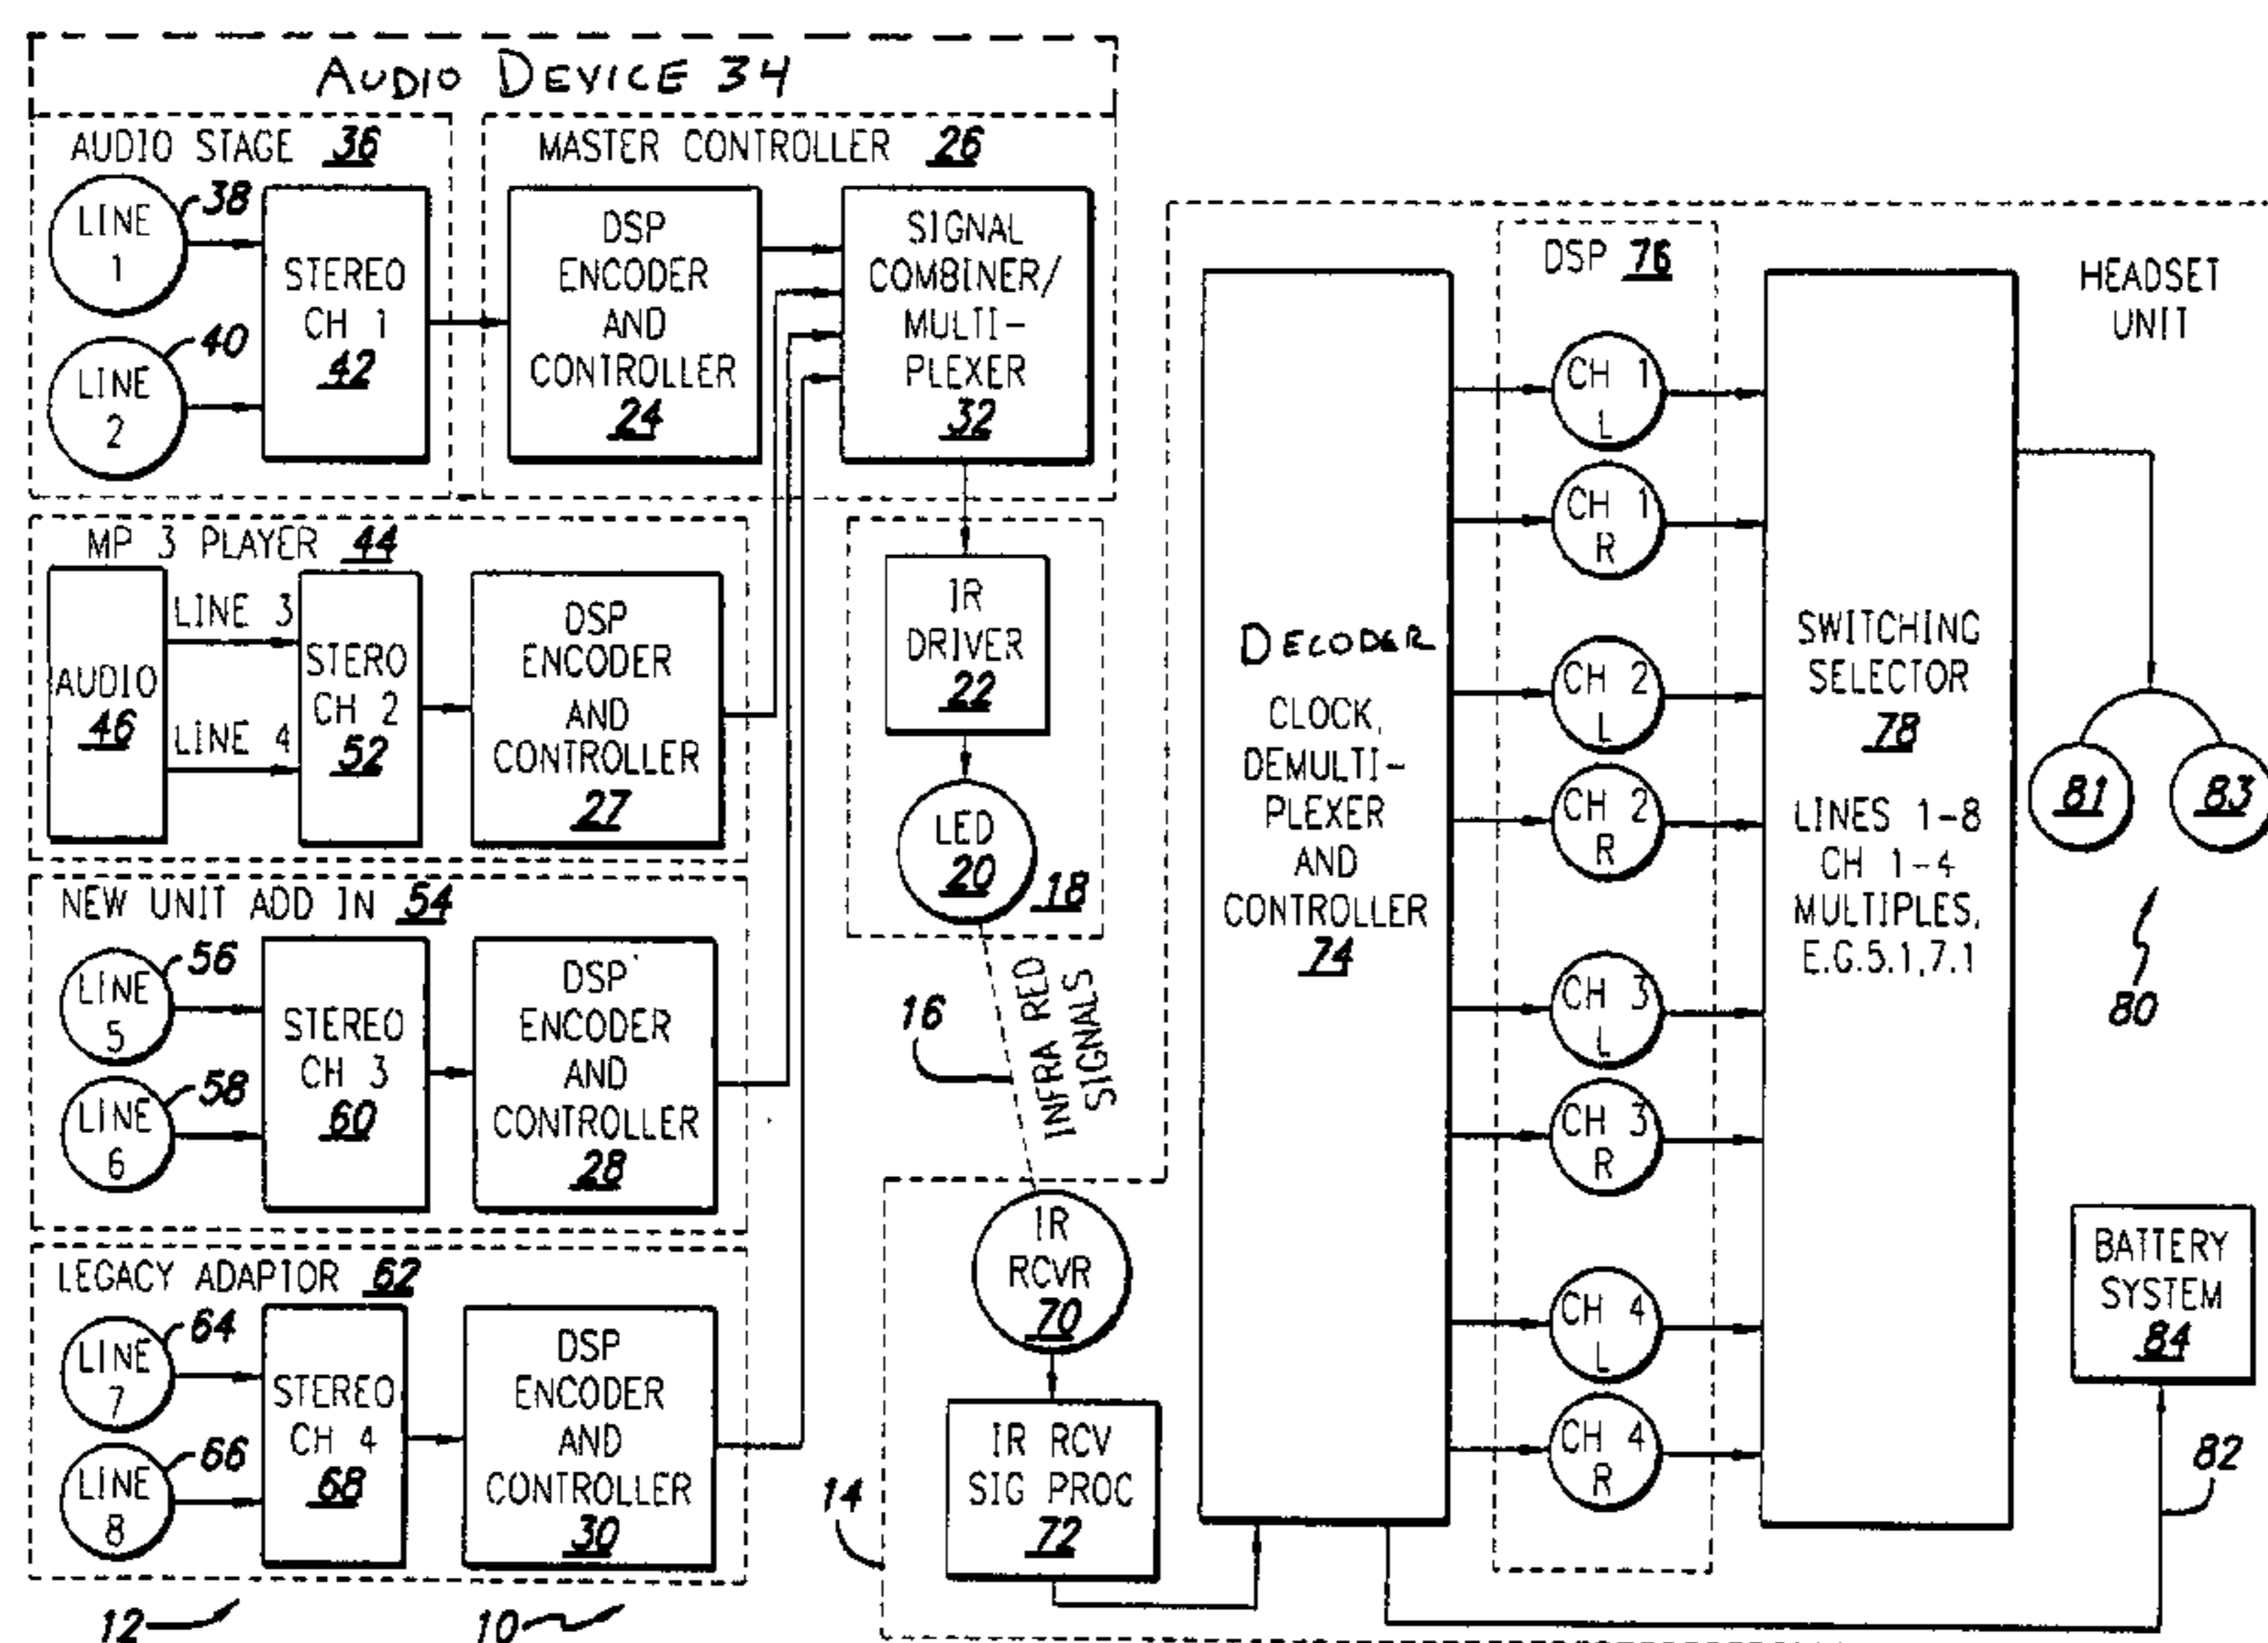 AUDIO DEVICE 34
AUDIO STAGE 36
LINE
1
38
LINE
2
40
STEREO
CH 1
42
MASTER CONTROLLER 26
DSP
ENCODER
AND
CONTROLLER
24
SIGNAL
COMBINER/
MULTI-
PLEXER
32
MP 3 PLAYER 44
AUDIO
46
LINE 3
LINE 4
STERO
CH 2
52
DSP
ENCODER
AND
CONTROLLER
27
NEW UNIT ADD IN 54
LINE
5
56
LINE
6
58
STEREO
CH 3
60
DSP
ENCODER
AND
CONTROLLER
28
LEGACY ADAPTOR 62
LINE
7
64
LINE
8
66
STEREO
CH 4
68
DSP
ENCODER
AND
CONTROLLER
30
12
10
IR
DRIVER
22
LED
20
18
16
INFRA RED
SIGNALS
IR
RCVR
70
IR RCV
SIG PROC
72
14
DECODER
CLOCK,
DEMULTI-
PLEXER
AND
CONTROLLER
74
DSP 76
CH 1
L
CH 1
R
CH 2
L
CH 2
R
CH 3
L
CH 3
R
CH 4
L
CH 4
R
SWITCHING
SELECTOR
78
LINES 1-8
CH 1-4
MULTIPLES,
E.G.5.1,7.1
HEADSET
UNIT
81
83
80
BATTERY
SYSTEM
84
82